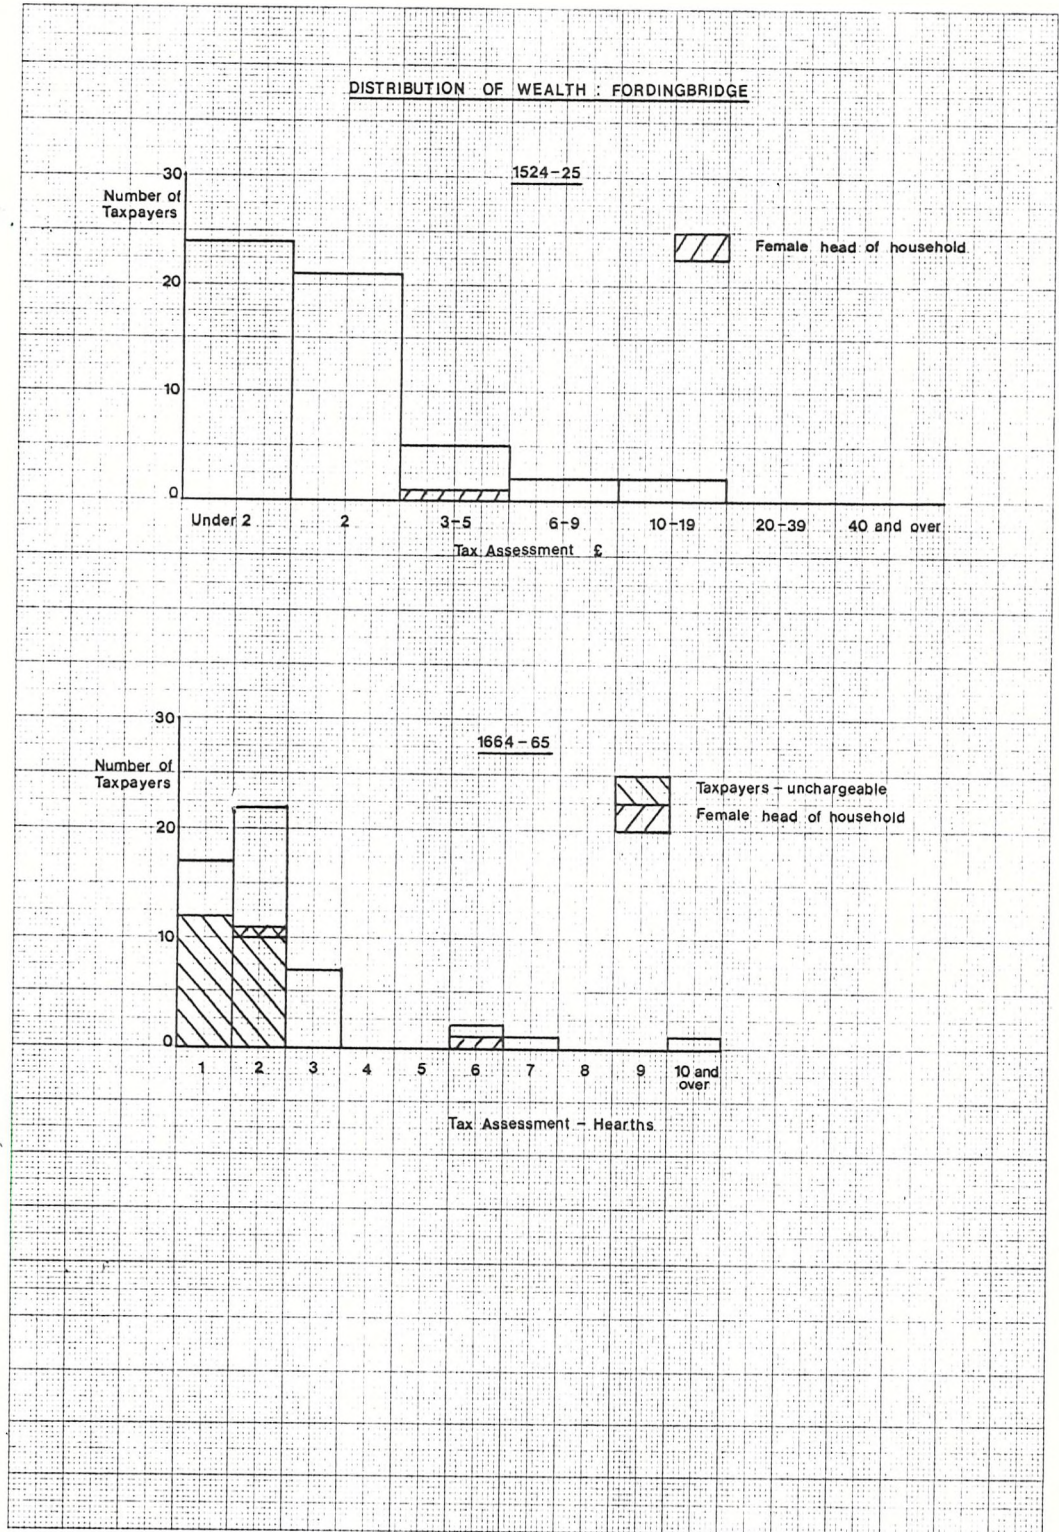 DISTRIBUTION OF WEALTH : FORDINGBRIDGE
1524-25
30
Number of
Taxpayers
Female head of household
20
10
0
Under 2 2 3-5 6-9 10-19 20-39 40 and over
Tax Assessment £
30
1664-65
Number of
Taxpayers
Taxpayers - unchargeable
Female head of household
20
10
0
1 2 3 4 5 6 7 8 9 10 and
over
Tax Assessment - Hearths